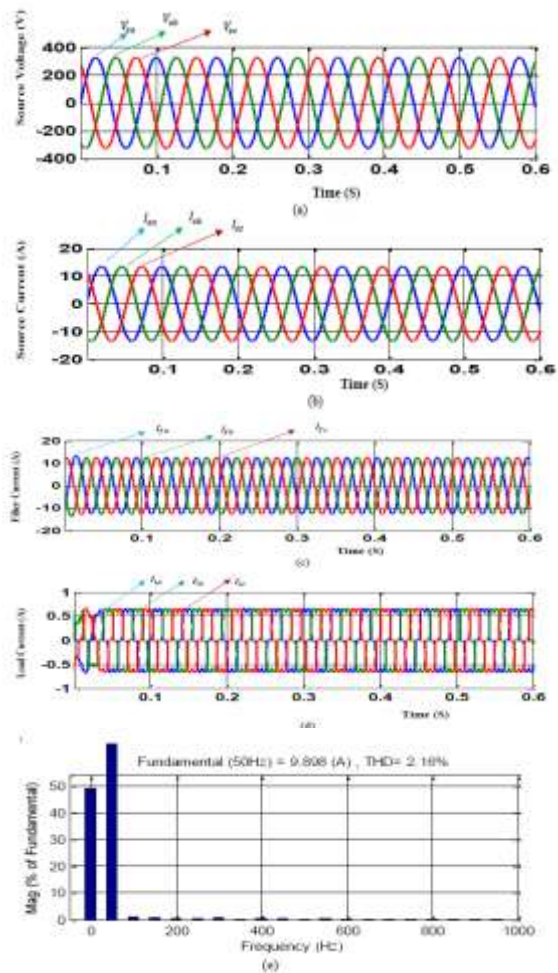 Source Voltage (V)
400
200
0
-200
-400
0.1 0.2 0.3 0.4 0.5 0.6
Time (S)
(a)
Source Current (A)
20
10
0
-10
-20
0.1 0.2 0.3 0.4 0.5 0.6
Time (S)
(b)
Filter Current (A)
20
10
0
-10
-20
0.1 0.2 0.3 0.4 0.5 0.6
Time (S)
(c)
Load Current (A)
1
0.5
0
-0.5
-1
0.1 0.2 0.3 0.4 0.5 0.6
Time (S)
(d)
Fundamental (50Hz) = 9.898 (A) , THD= 2.16%
Mag (% of Fundamental)
50
40
30
20
10
0
0 200 400 600 800 1000
Frequency (Hz)
(e)